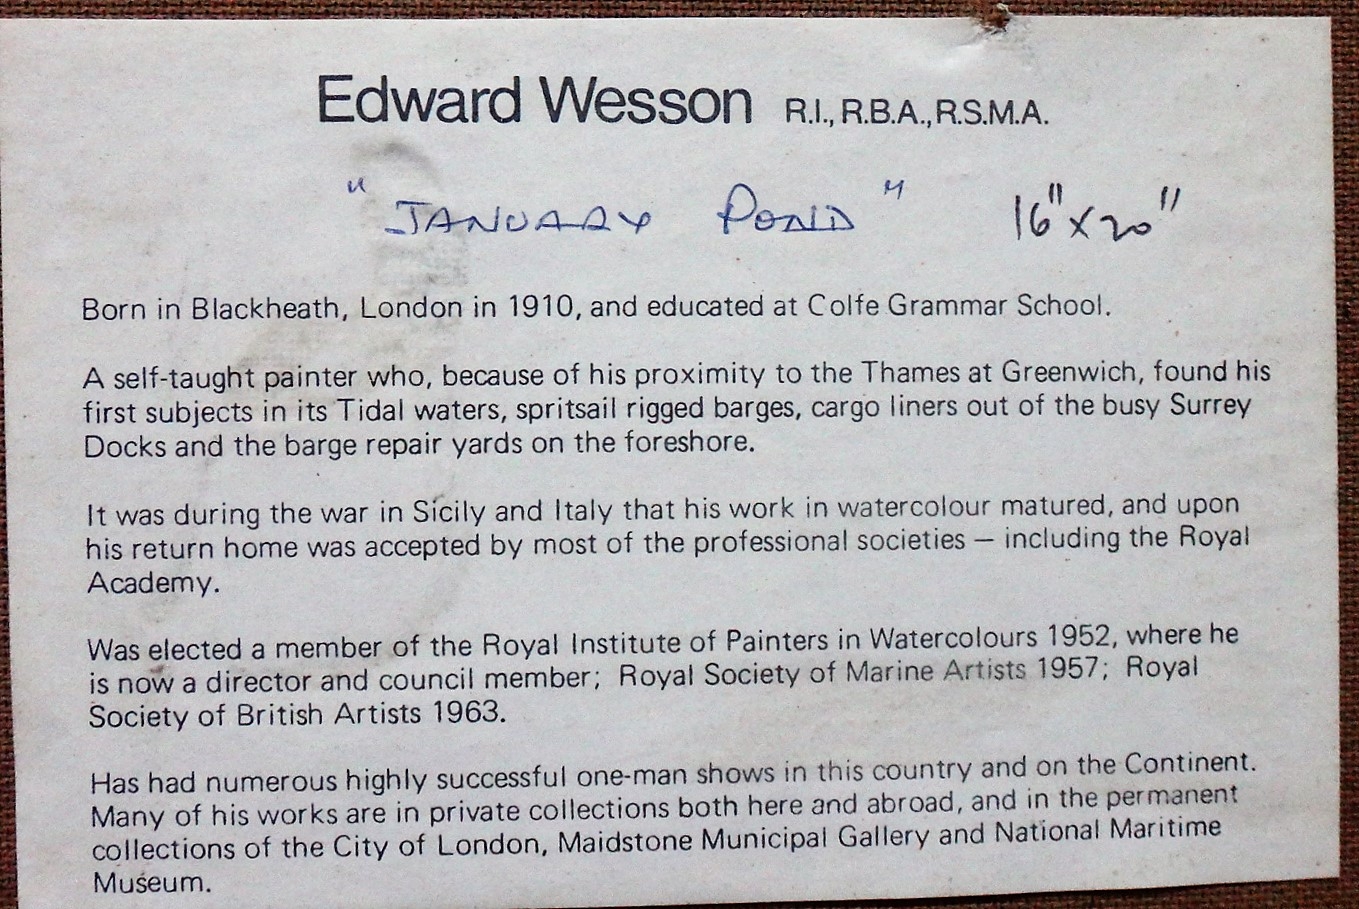 Edward Wesson R.I., R.B.A., R.S.M.A.
"JANUARY POND" 16" x 20"
Born in Blackheath, London in 1910, and educated at Colfe Grammar School.
A self-taught painter who, because of his proximity to the Thames at Greenwich, found his
first subjects in its Tidal waters, spritsail rigged barges, cargo liners out of the busy Surrey
Docks and the barge repair yards on the foreshore.
It was during the war in Sicily and Italy that his work in watercolour matured, and upon
his return home was accepted by most of the professional societies — including the Royal
Academy.
Was elected a member of the Royal Institute of Painters in Watercolours 1952, where he
is now a director and council member; Royal Society of Marine Artists 1957; Royal
Society of British Artists 1963.
Has had numerous highly successful one-man shows in this country and on the Continent.
Many of his works are in private collections both here and abroad, and in the permanent
collections of the City of London, Maidstone Municipal Gallery and National Maritime
Museum.